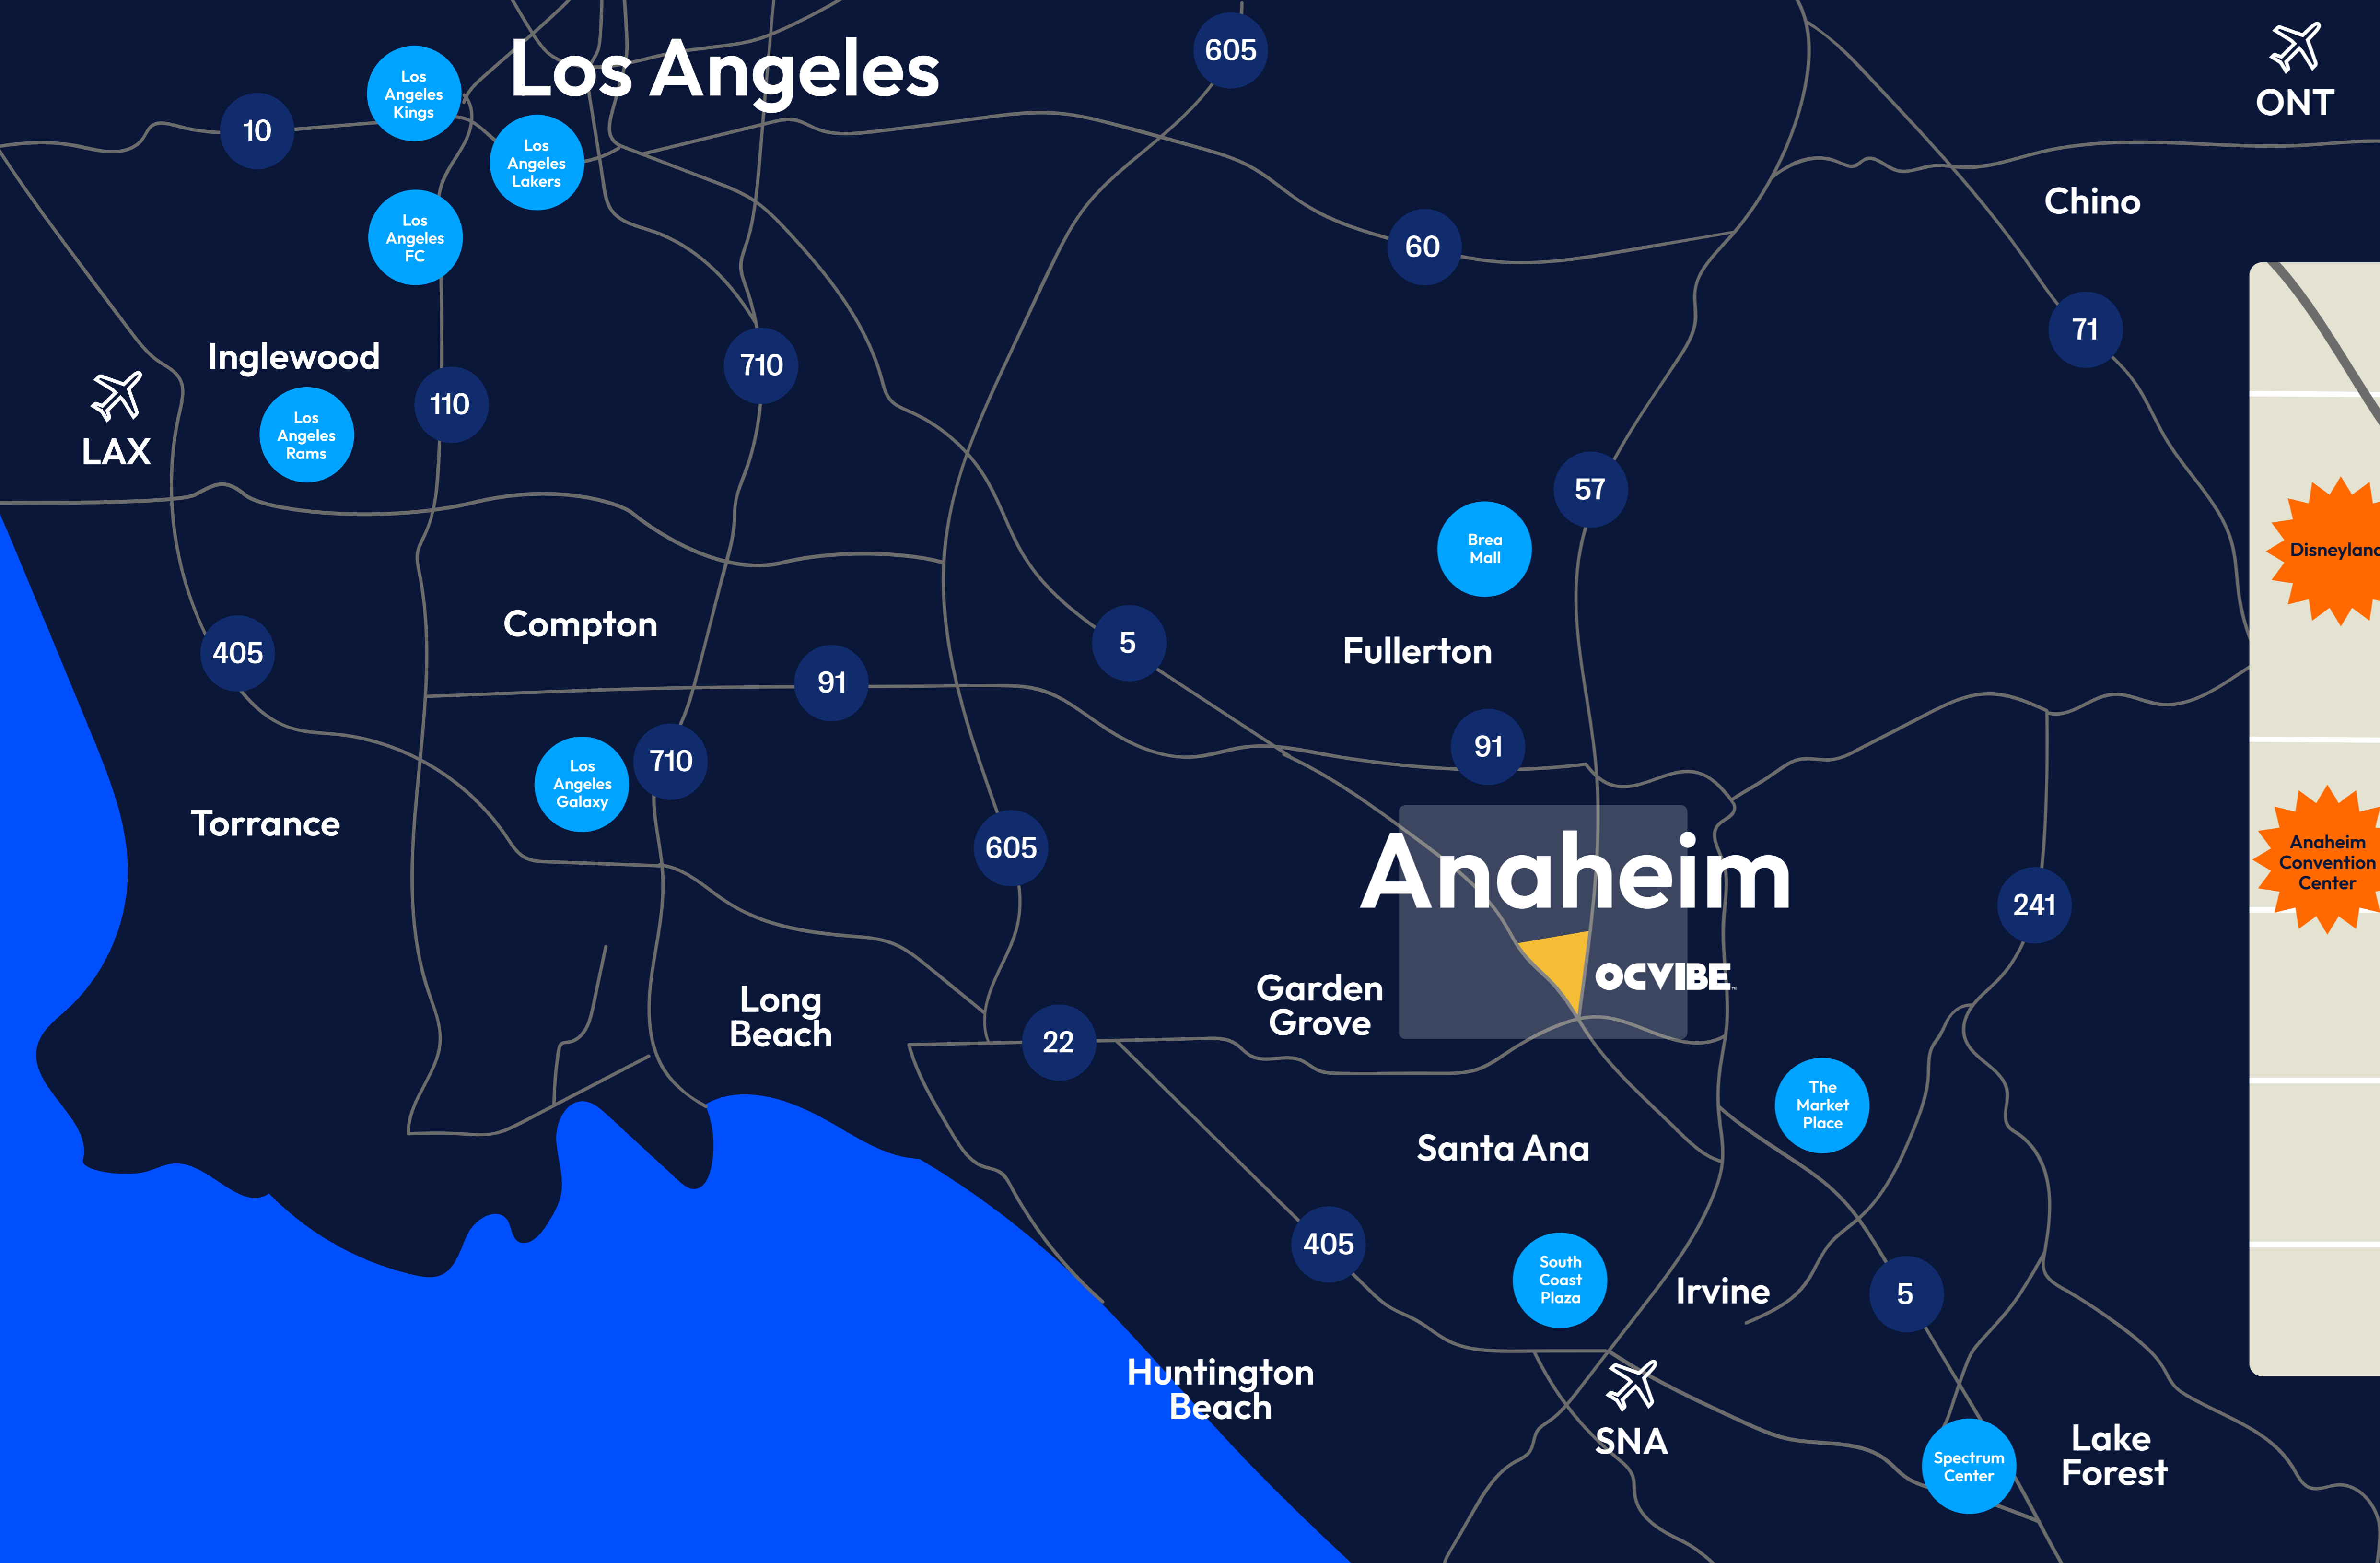 605
ONT
Los
Angeles
Kings
Los Angeles
10
Los
Angeles
Lakers
Chino
Los
Angeles
FC
60
71
Inglewood
710
110
LAX
Los
Angeles
Rams
57
Brea
Mall
Disneyland
Compton
405
5
Fullerton
91
91
710
Los
Angeles
Galaxy
Torrance
605
Anaheim
Anaheim
Convention
Center
241
OCVIBE™
Garden
Grove
Long
Beach
22
The
Market
Place
Santa Ana
405
South
Coast
Plaza
Irvine
5
Huntington
Beach
SNA
Lake
Forest
Spectrum
Center